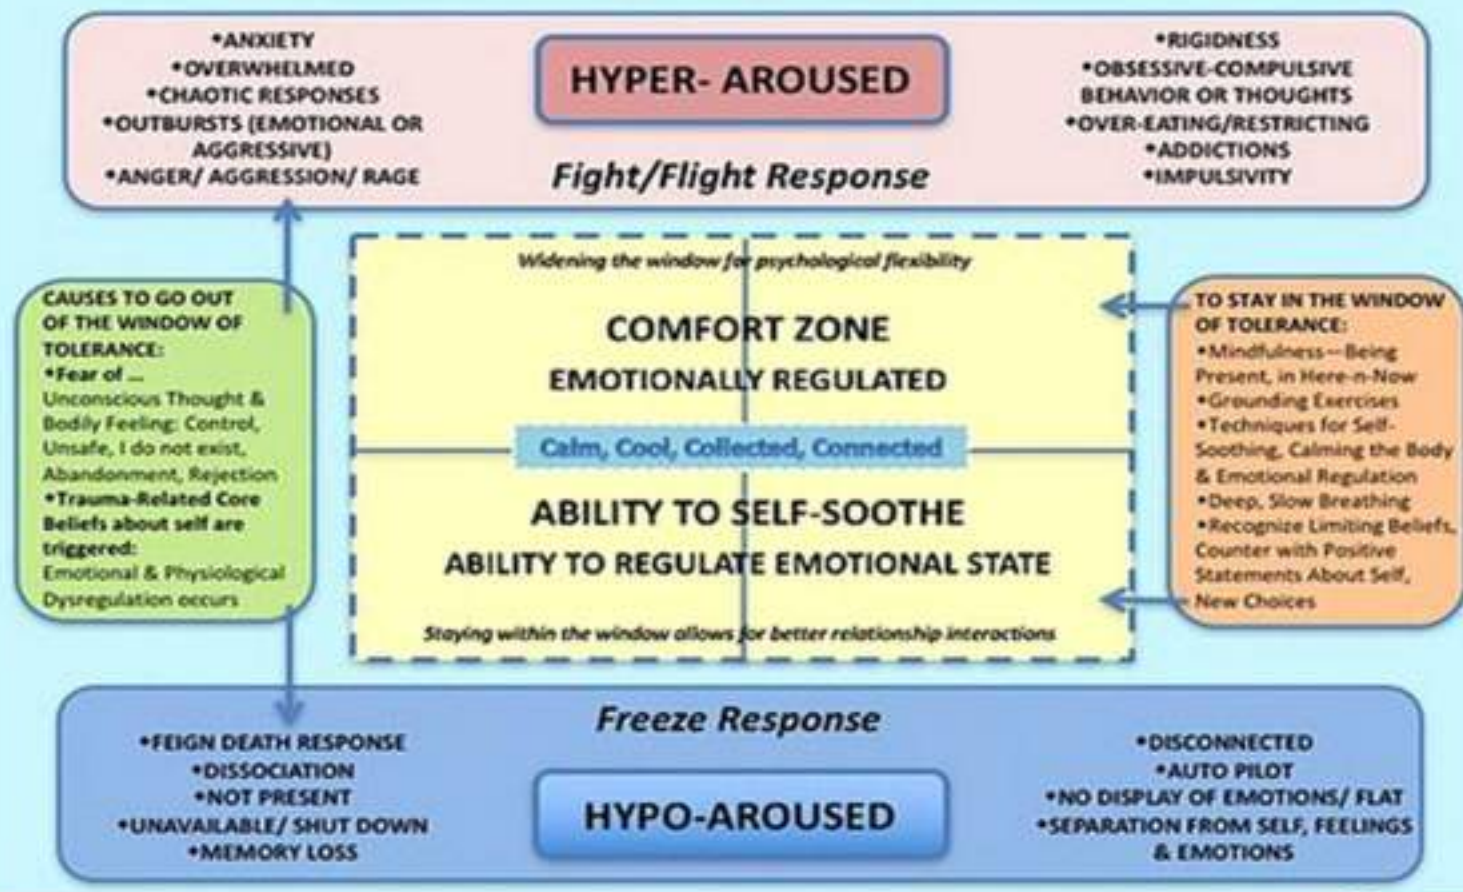 •ANXIETY
•OVERWHELMED
•CHAOTIC RESPONSES
•OUTBURSTS (EMOTIONAL OR
AGGRESSIVE)
•ANGER/ AGGRESSION/ RAGE
HYPER- AROUSED
Fight/Flight Response
•RIGIDNESS
•OBSESSIVE-COMPULSIVE
BEHAVIOR OR THOUGHTS
•OVER-EATING/RESTRICTING
•ADDICTIONS
•IMPULSIVITY
CAUSES TO GO OUT
OF THE WINDOW OF
TOLERANCE:
•Fear of ...
Unconscious Thought &
Bodily Feeling: Control,
Unsafe, I do not exist,
Abandonment, Rejection
•Trauma-Related Core
Beliefs about self are
triggered:
Emotional & Physiological
Dysregulation occurs
Widening the window for psychological flexibility
COMFORT ZONE
EMOTIONALLY REGULATED
Calm, Cool, Collected, Connected
ABILITY TO SELF-SOOTHE
ABILITY TO REGULATE EMOTIONAL STATE
Staying within the window allows for better relationship interactions
TO STAY IN THE WINDOW
OF TOLERANCE:
•Mindfulness—Being
Present, in Here-n-Now
•Grounding Exercises
•Techniques for Self-
Soothing, Calming the Body
& Emotional Regulation
•Deep, Slow Breathing
•Recognize Limiting Beliefs,
Counter with Positive
Statements About Self,
New Choices
•FEIGN DEATH RESPONSE
•DISSOCIATION
•NOT PRESENT
•UNAVAILABLE/ SHUT DOWN
•MEMORY LOSS
Freeze Response
HYPO-AROUSED
•DISCONNECTED
•AUTO PILOT
•NO DISPLAY OF EMOTIONS/ FLAT
•SEPARATION FROM SELF, FEELINGS
& EMOTIONS